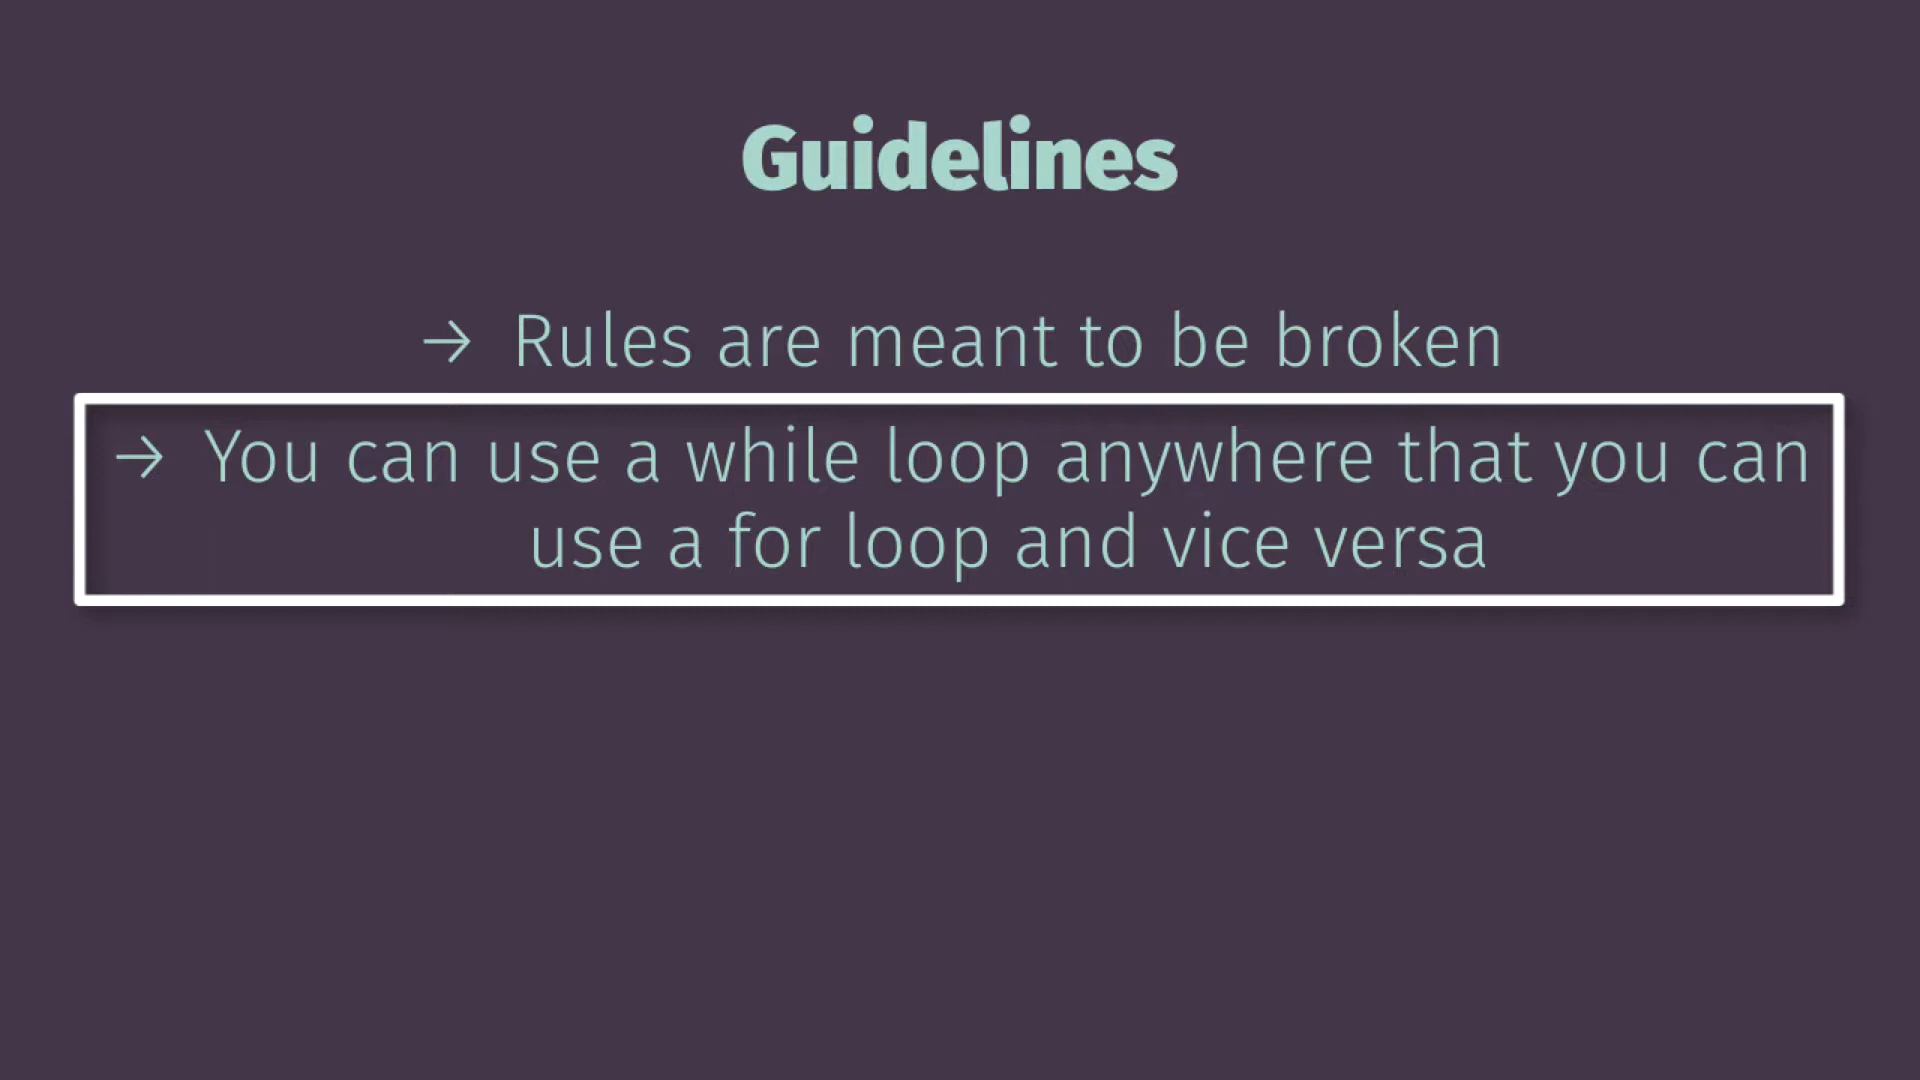 Guidelines
→ Rules are meant to be broken
→ You can use a while loop anywhere that you can
use a for loop and vice versa